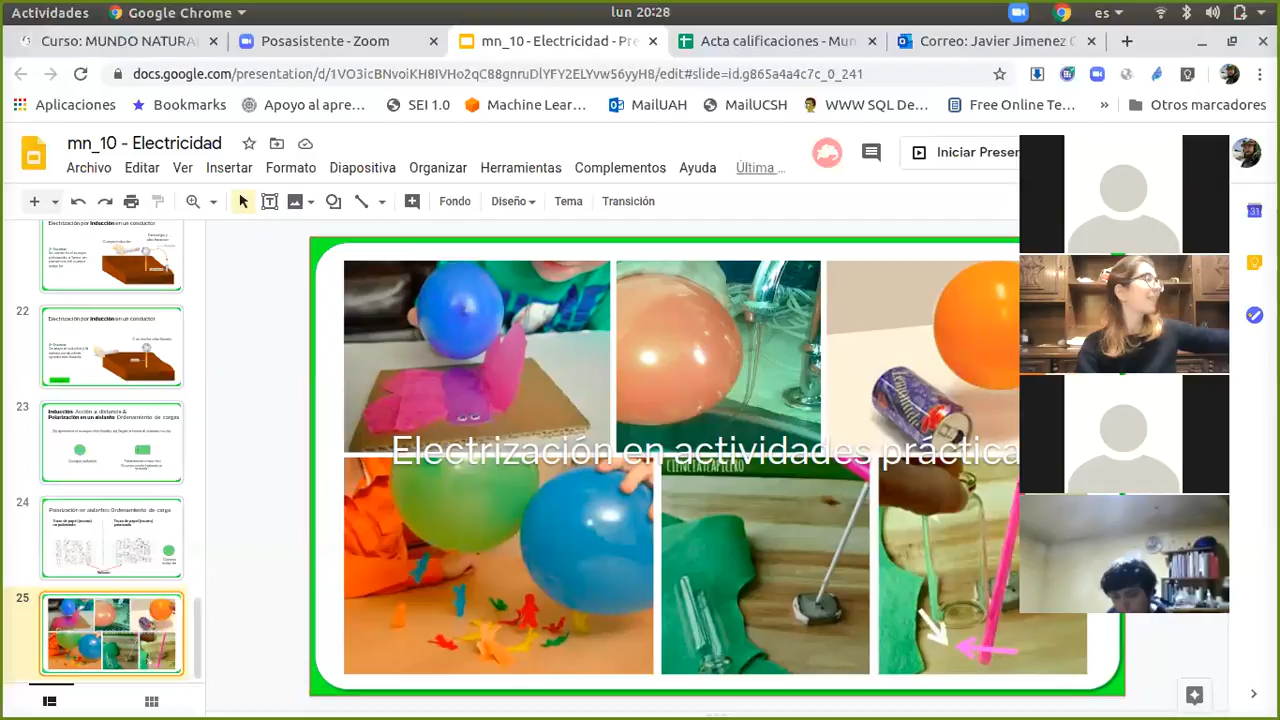 Actividades
Google Chrome
lun 20:28
es
Curso: MUNDO NATURA
Posasistente - Zoom
mn_10 - Electricidad - Pre
Acta calificaciones - Mun
Correo: Javier Jimenez C
docs.google.com/presentation/d/1VO3icBNvoiKH8IVHo2qC88gnruDlYFY2ELYvw56yyH8/edit#slide=id.g865a4a4c7c_0_241
Aplicaciones
Bookmarks
Apoyo al apre…
SEI 1.0
Machine Lear…
MailUAH
MailUCSH
WWW SQL De…
Free Online Te…
»
Otros marcadores
mn_10 - Electricidad
Iniciar Presen
Archivo Editar Ver Insertar Formato Diapositiva Organizar Herramientas Complementos Ayuda Última …
Fondo Diseño Tema Transición
31
Electrización por Inducción en un conductor
22
Electrización por Inducción en un conductor
23
Inducción: Acción a distancia &
Polarización en un aislante: Ordenamiento de cargas
24
Polarización en aislantes: Ordenamiento de carga
25
Electrización en actividades práctica